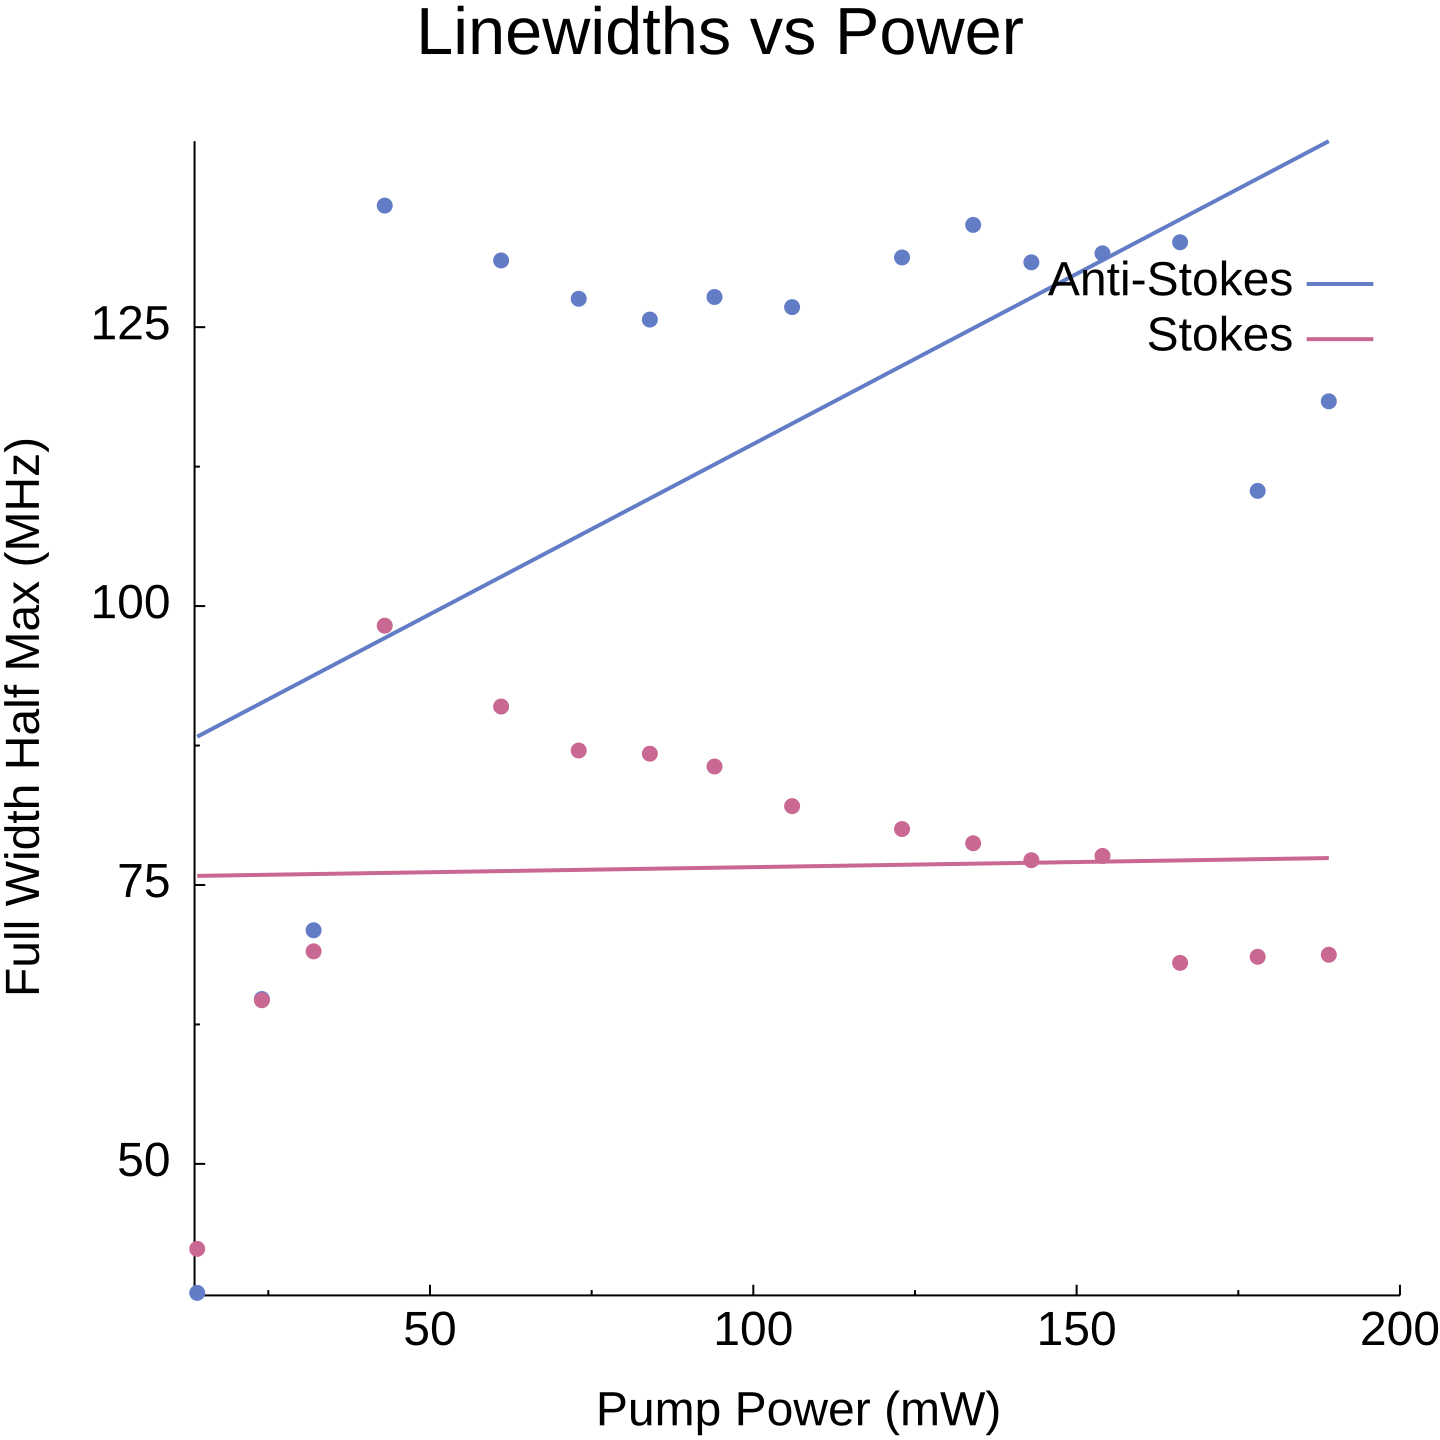 Linewidths vs Power
Full Width Half Max (MHz)
125
100
75
50
Anti-Stokes
Stokes
50 100 150 200
Pump Power (mW)